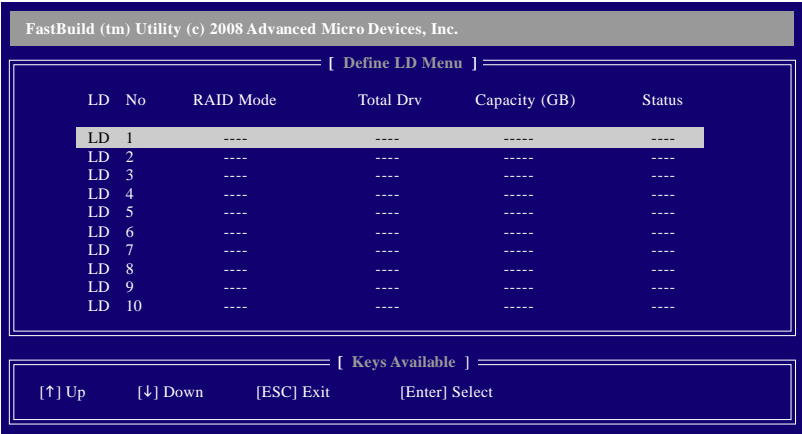 FastBuild (tm) Utility (c) 2008 Advanced Micro Devices, Inc.
[ Define LD Menu ]
LD No RAID Mode Total Drv Capacity (GB) Status
LD 1 ---- ---- ----- ----
LD 2 ---- ---- ----- ----
LD 3 ---- ---- ----- ----
LD 4 ---- ---- ----- ----
LD 5 ---- ---- ----- ----
LD 6 ---- ---- ----- ----
LD 7 ---- ---- ----- ----
LD 8 ---- ---- ----- ----
LD 9 ---- ---- ----- ----
LD 10 ---- ---- ----- ----
[ Keys Available ]
[↑] Up [↓] Down [ESC] Exit [Enter] Select